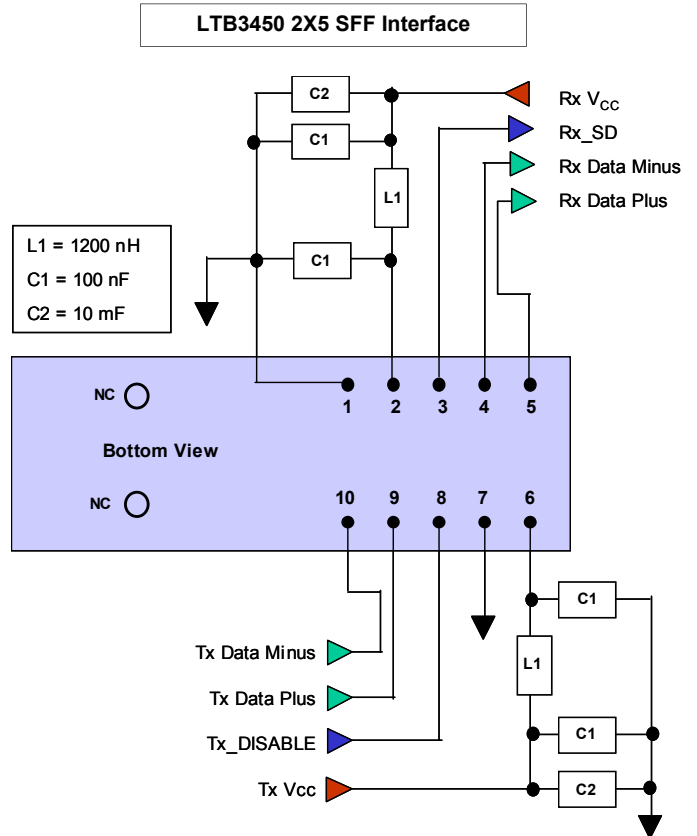 LTB3450 2X5 SFF Interface
C2
Rx VCC
C1
Rx_SD
Rx Data Minus
L1
Rx Data Plus
L1 = 1200 nH
C1 = 100 nF
C2 = 10 mF
C1
NC
1 2 3 4 5
Bottom View
NC
10 9 8 7 6
C1
Tx Data Minus
L1
Tx Data Plus
Tx_DISABLE
C1
Tx Vcc
C2